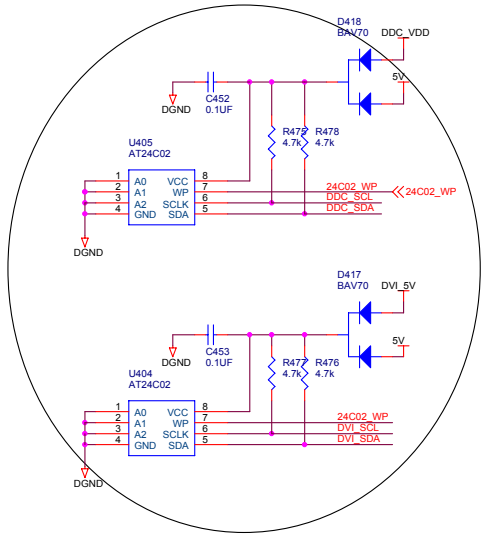 D418
BAV70
DDC_VDD
5V
C452
0.1UF
DGND
R475
4.7k
R478
4.7k
U405
AT24C02
1 A0 VCC 8
2 A1 WP 7
3 A2 SCLK 6
4 GND SDA 5
24C02_WP
24C02_WP
DDC_SCL
DDC_SDA
DGND
D417
BAV70
DVI_5V
5V
C453
0.1UF
DGND
R477
4.7k
R476
4.7k
U404
AT24C02
1 A0 VCC 8
2 A1 WP 7
3 A2 SCLK 6
4 GND SDA 5
24C02_WP
DVI_SCL
DVI_SDA
DGND